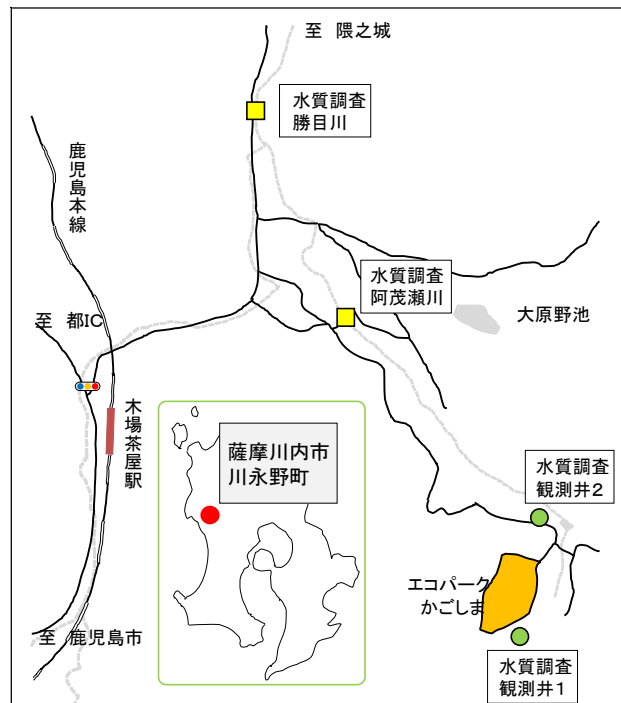 至 隈之城
水質調査
勝目川
鹿児島本線
水質調査
阿茂瀬川
大原野池
至 都IC
木場茶屋駅
薩摩川内市
川永野町
水質調査
観測井2
エコパーク
かごしま
至 鹿児島市
水質調査
観測井1